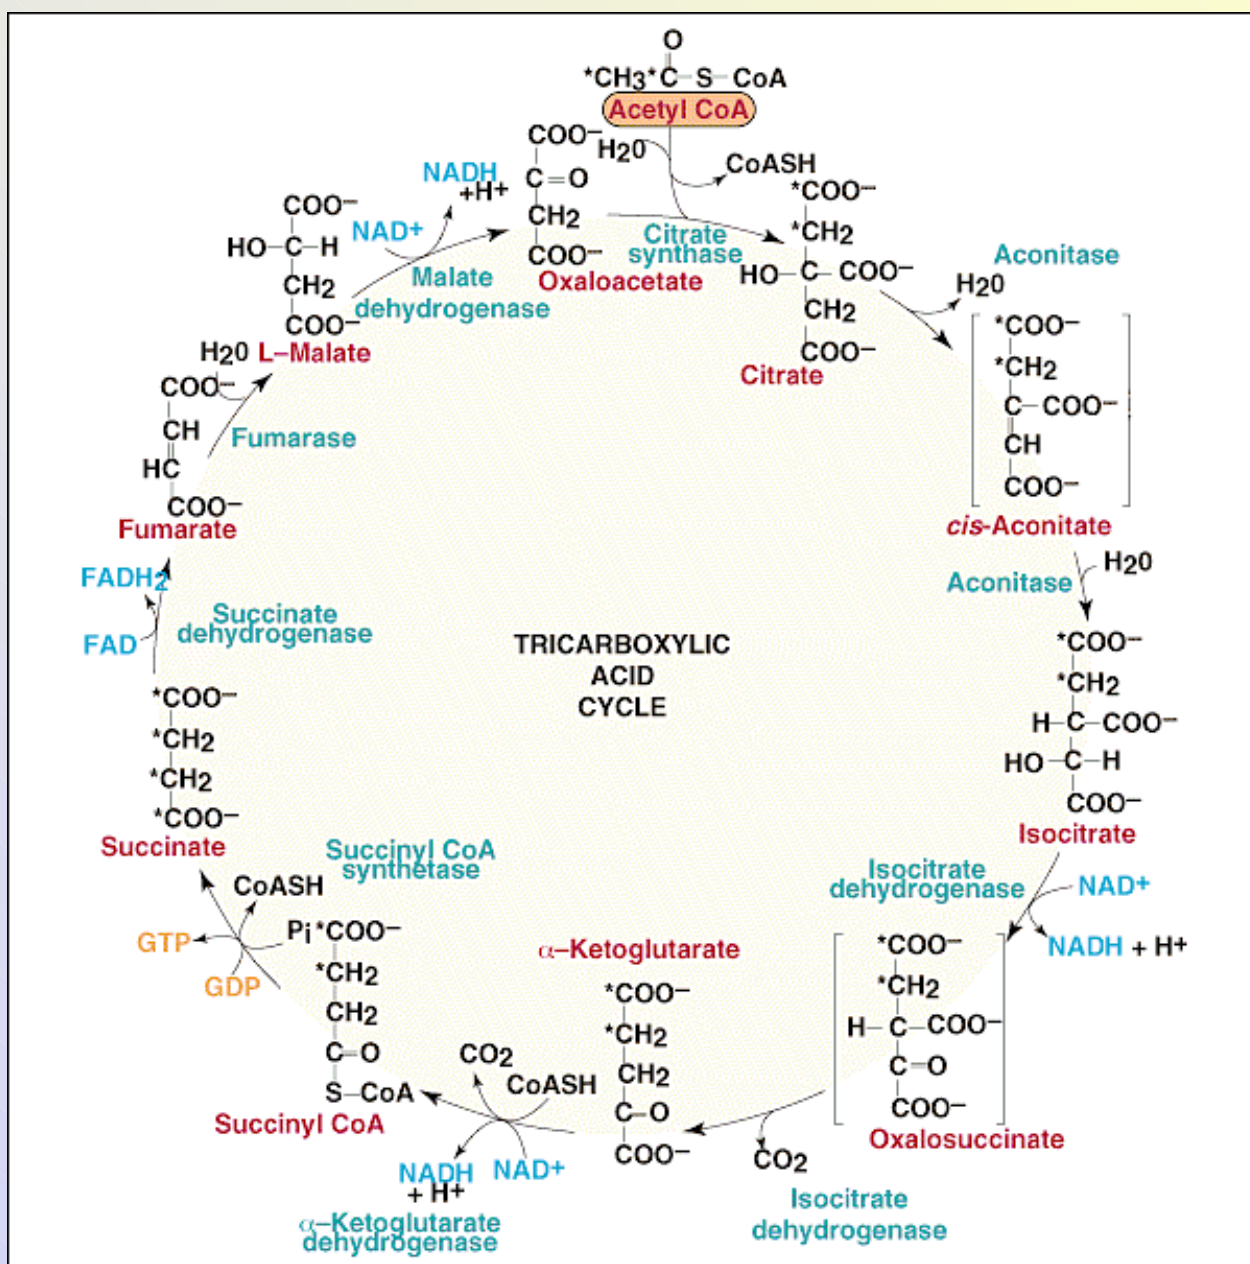 O
*CH3*C–S–CoA
Acetyl CoA
H20
CoASH
COO–
C=O
CH2
COO–
Oxaloacetate
Citrate
synthase
*COO–
*CH2
HO–C–COO–
CH2
COO–
Citrate
Aconitase
H20
*COO–
*CH2
C–COO–
CH
COO–
cis-Aconitate
Aconitase
H20
*COO–
*CH2
H–C–COO–
HO–C–H
COO–
Isocitrate
Isocitrate
dehydrogenase
NAD+
NADH + H+
*COO–
*CH2
H–C–COO–
C=O
COO–
Oxalosuccinate
CO2
Isocitrate
dehydrogenase
α–Ketoglutarate
*COO–
*CH2
CH2
C–O
COO–
CO2
CoASH
NADH
+ H+
NAD+
α–Ketoglutarate
dehydrogenase
Pi *COO–
*CH2
CH2
C=O
S–CoA
Succinyl CoA
Succinyl CoA
synthetase
CoASH
GTP
GDP
*COO–
*CH2
*CH2
*COO–
Succinate
FADH2
FAD
Succinate
dehydrogenase
COO–
CH
HC
COO–
Fumarate
H20
Fumarase
COO–
HO–C–H
CH2
COO–
L–Malate
NAD+
NADH
+H+
Malate
dehydrogenase
TRICARBOXYLIC
ACID
CYCLE